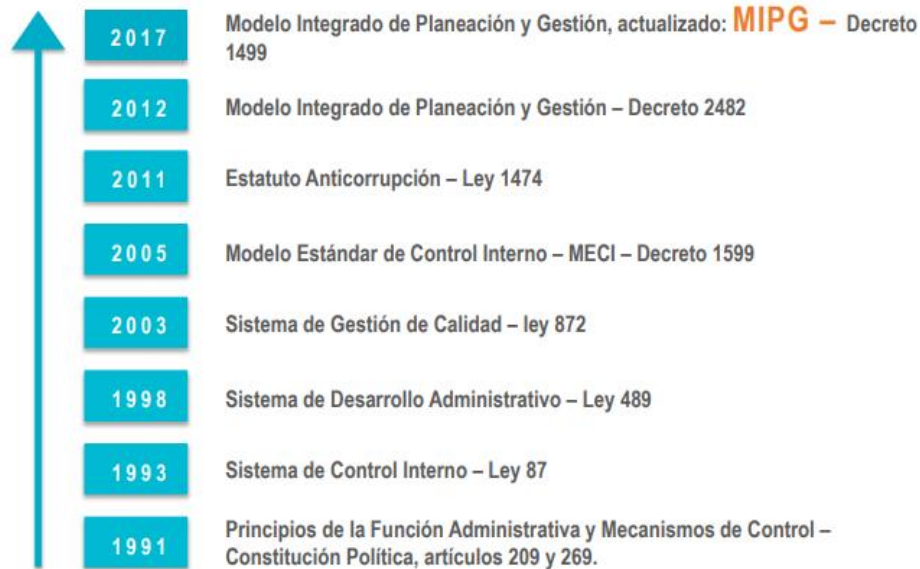 2017
Modelo Integrado de Planeación y Gestión, actualizado: MIPG – Decreto
1499
2012
Modelo Integrado de Planeación y Gestión – Decreto 2482
2011
Estatuto Anticorrupción – Ley 1474
2005
Modelo Estándar de Control Interno – MECI – Decreto 1599
2003
Sistema de Gestión de Calidad – ley 872
1998
Sistema de Desarrollo Administrativo – Ley 489
1993
Sistema de Control Interno – Ley 87
1991
Principios de la Función Administrativa y Mecanismos de Control –
Constitución Política, artículos 209 y 269.